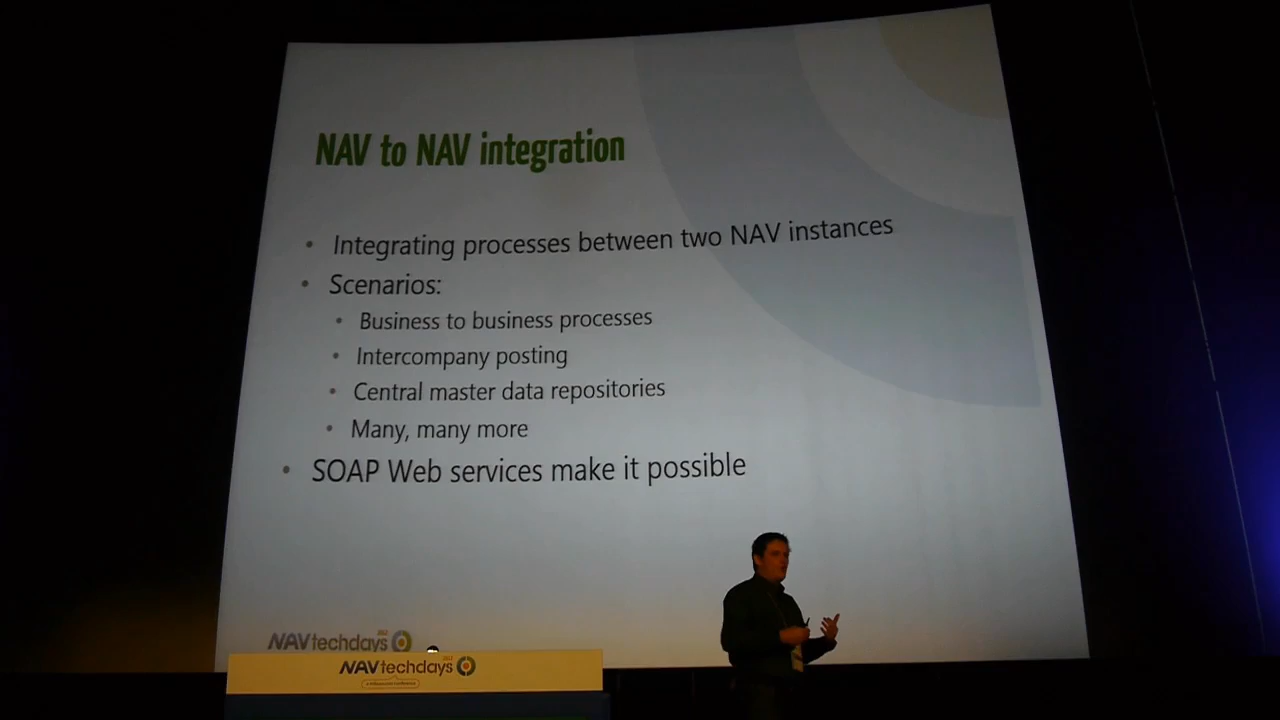 NAV to NAV integration
• Integrating processes between two NAV instances
• Scenarios:
• Business to business processes
• Intercompany posting
• Central master data repositories
• Many, many more
• SOAP Web services make it possible
NAVtechdays
NAVtechdays